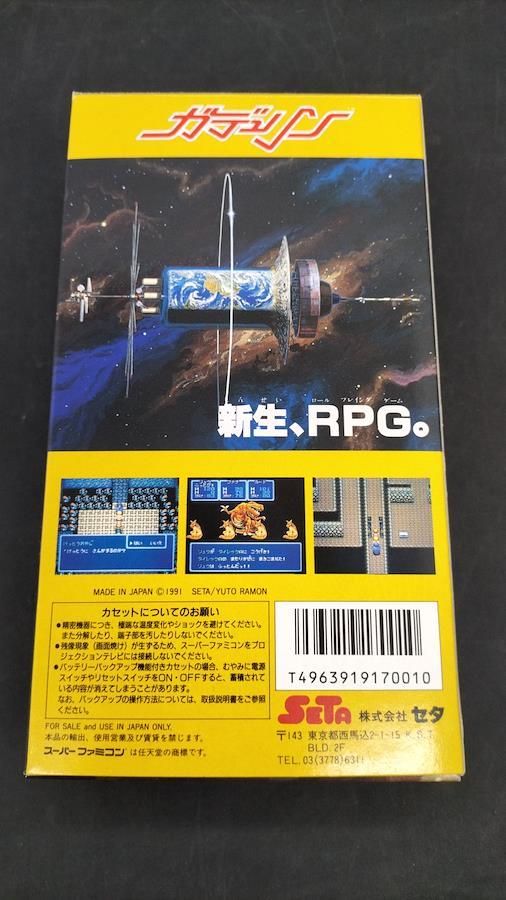 ガデュリン
しんせい ロール プレイング ゲーム
新生、RPG。
MADE IN JAPAN ©1991 SETA/YUTO RAMON
カセットについてのお願い
●精密機器につき、極端な温度変化やショックを避けてください。
また分解したり、端子部を汚したりしないでください。
●残像現象（画面焼け）が生ずるため、スーパーファミコンをプロ
ジェクションテレビには接続しないでください。
●バッテリーバックアップ機能付きカセットの場合、むやみに電源
スイッチやリセットスイッチをON・OFFすると、蓄積されて
いる内容が消えてしまうことがあります。
なお、バックアップの操作方法については、取扱説明書をご参照
ください。
FOR SALE and USE IN JAPAN ONLY.
本品の輸出、使用営業及び賃貸を禁じます。
スーパーファミコンは任天堂の商標です。
T4963919170010
SETA 株式会社 セタ
〒143 東京都西馬込2-1-15 K.S.T.
BLD. 2F
TEL. 03(3778)631